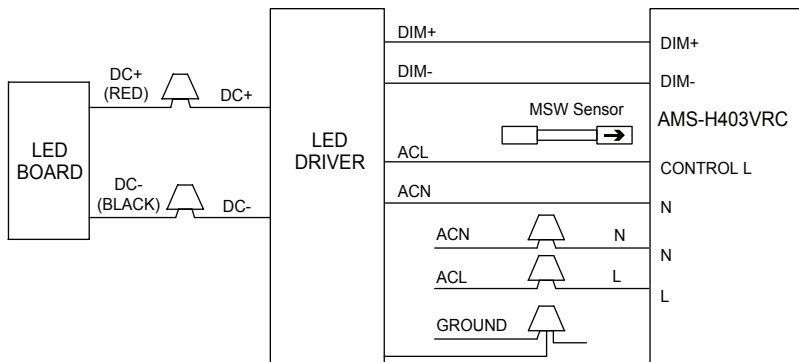 LED
BOARD
DC+
(RED)
DC+
DC-
(BLACK)
DC-
LED
DRIVER
DIM+
DIM-
MSW Sensor
ACL
ACN
ACN
N
ACL
L
GROUND
DIM+
DIM-
AMS-H403VRC
CONTROL L
N
N
L